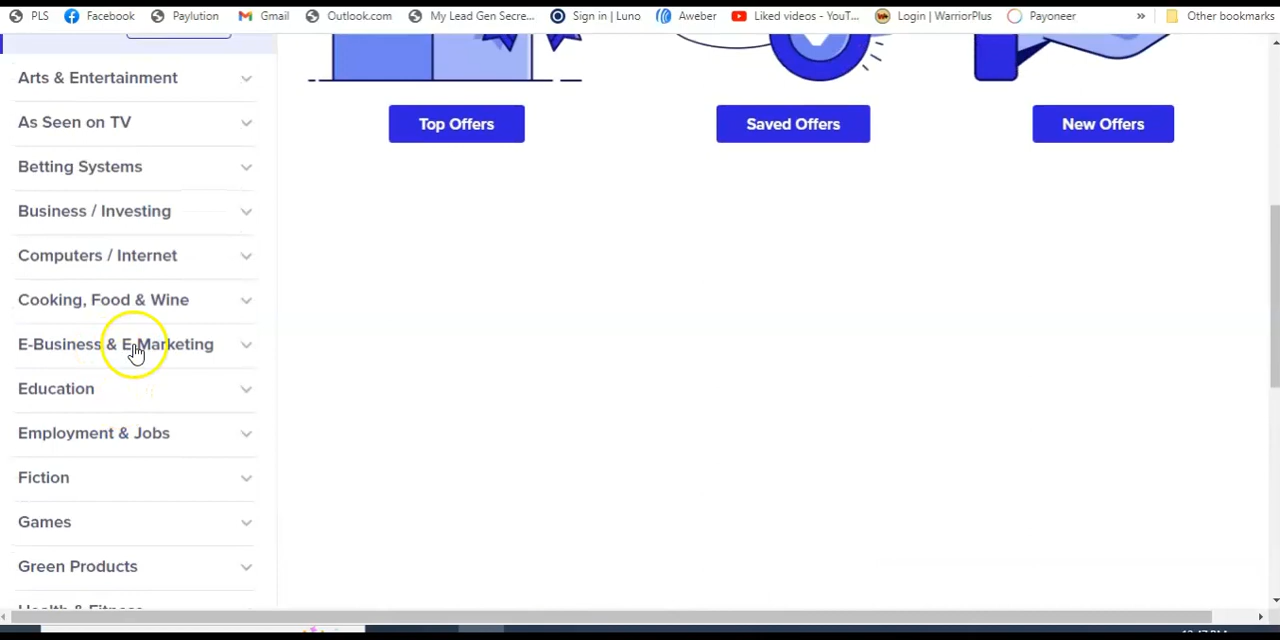 PLS Facebook Paylution Gmail Outlook.com My Lead Gen Secre... Sign in | Luno Aweber Liked videos - YouT... Login | WarriorPlus Payoneer » Other bookmarks
Arts & Entertainment
As Seen on TV
Betting Systems
Business / Investing
Computers / Internet
Cooking, Food & Wine
E-Business & E-Marketing
Education
Employment & Jobs
Fiction
Games
Green Products
Health & Fitness
Top Offers
Saved Offers
New Offers